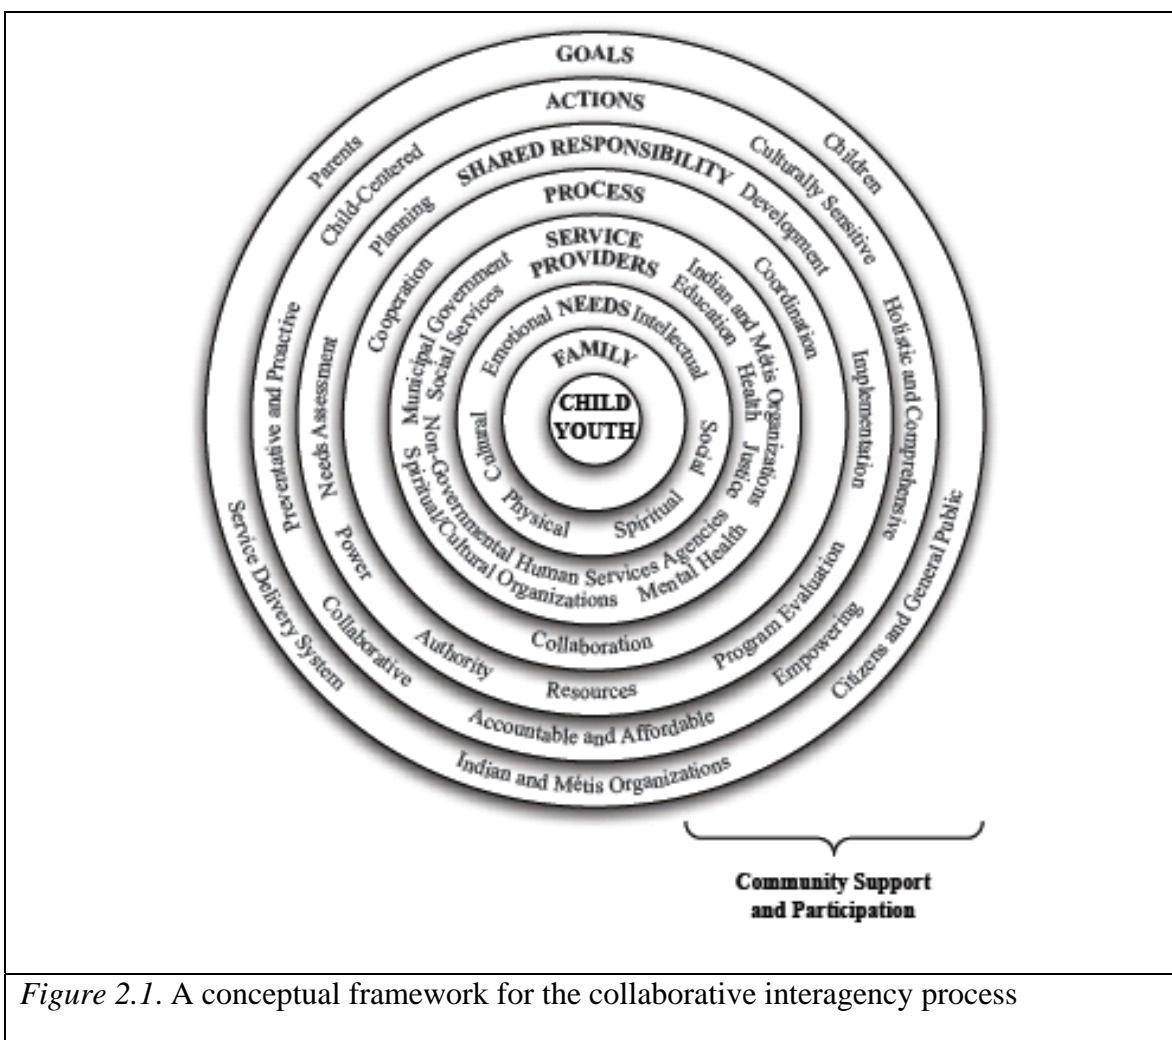 GOALS
Parents
Children
Service Delivery System
Citizens and General Public
Indian and Métis Organizations
ACTIONS
Child-Centered
Culturally Sensitive
Preventative and Proactive
Holistic and Comprehensive
Collaborative
Empowering
Accountable and Affordable
SHARED RESPONSIBILITY
Planning
Development
Needs Assessment
Implementation
Power
Program Evaluation
Authority
Resources
PROCESS
Cooperation
Coordination
Collaboration
SERVICE
PROVIDERS
Municipal Government
Social Services
Indian and Métis Organizations
Education
Health
Justice
Non-Governmental Human Services Agencies
Spiritual/Cultural Organizations
Mental Health
NEEDS
Emotional
Intellectual
Cultural
Social
Physical
Spiritual
FAMILY
CHILD
YOUTH
Community Support
and Participation
Figure 2.1. A conceptual framework for the collaborative interagency process